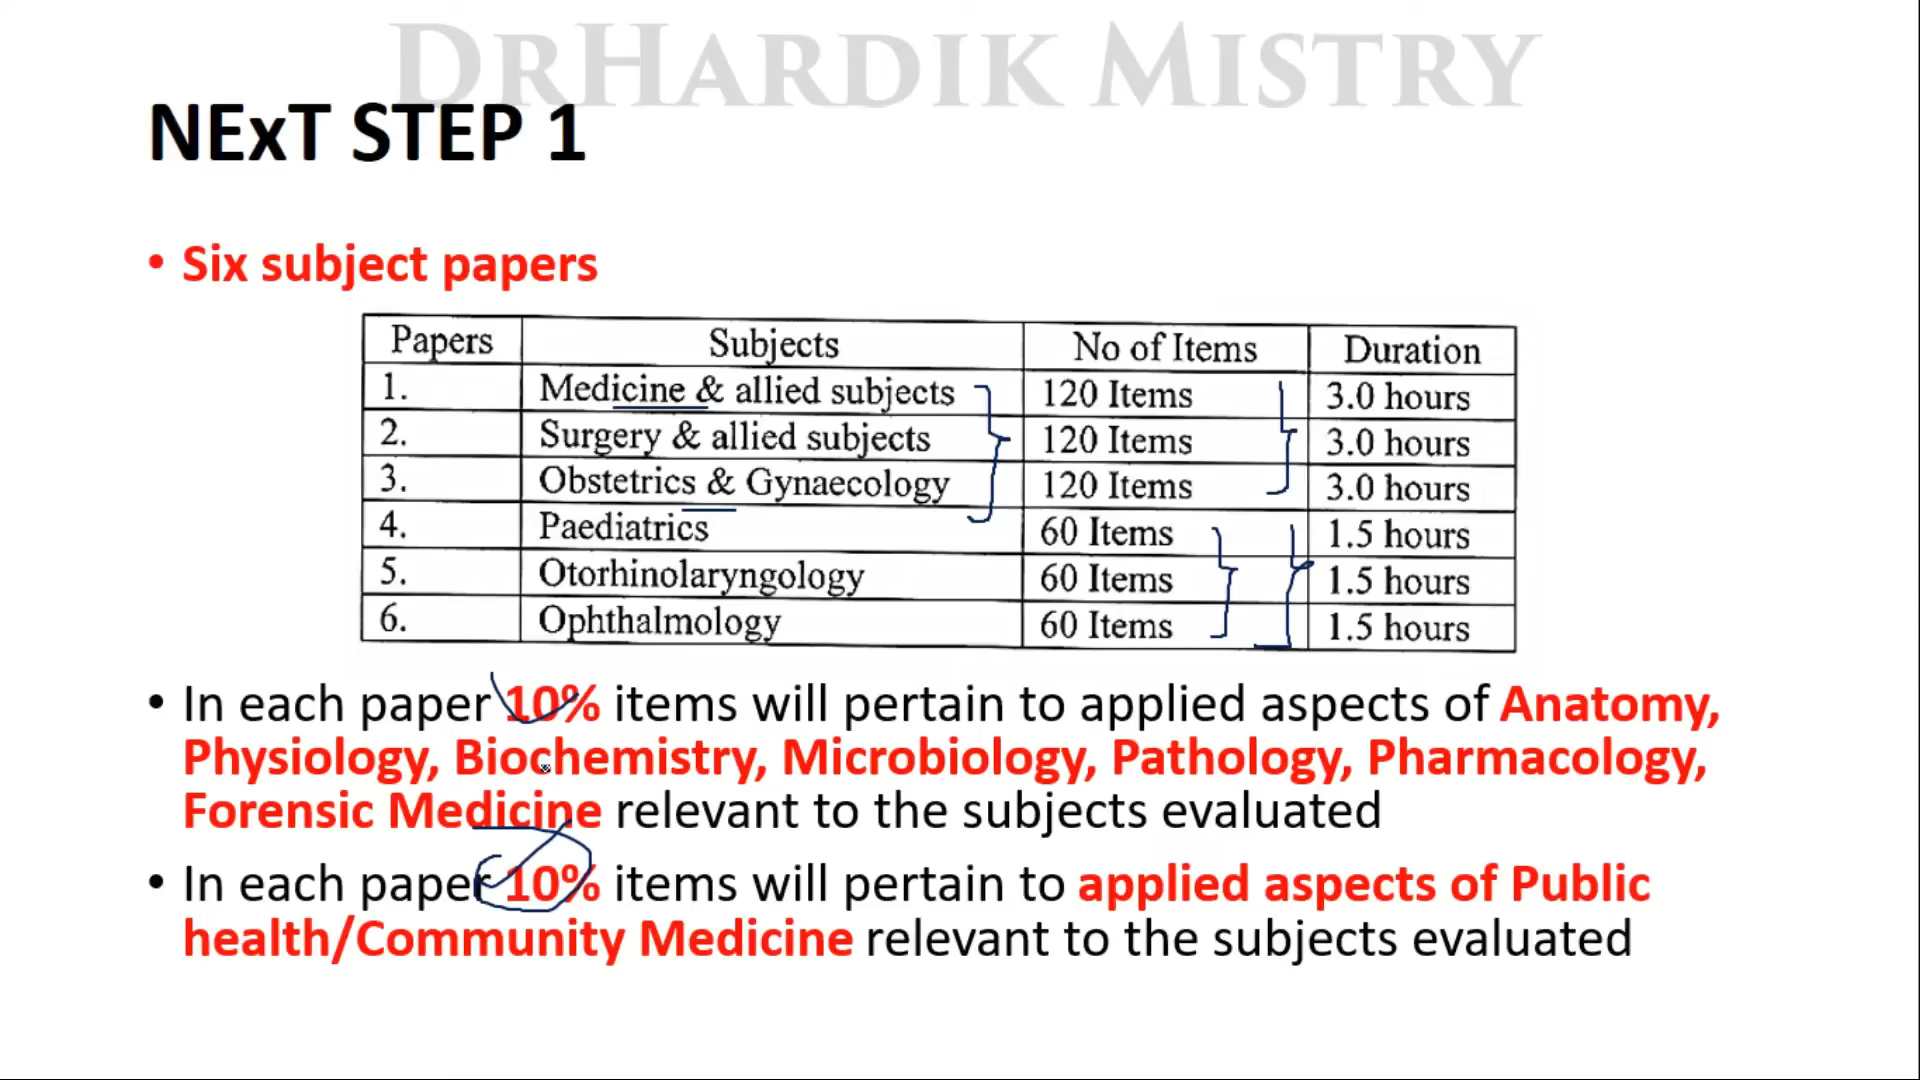 DRHARDIK MISTRY
NExT STEP 1
• Six subject papers
Papers Subjects No of Items Duration
1. Medicine & allied subjects 120 Items 3.0 hours
2. Surgery & allied subjects 120 Items 3.0 hours
3. Obstetrics & Gynaecology 120 Items 3.0 hours
4. Paediatrics 60 Items 1.5 hours
5. Otorhinolaryngology 60 Items 1.5 hours
6. Ophthalmology 60 Items 1.5 hours
• In each paper 10% items will pertain to applied aspects of Anatomy,
Physiology, Biochemistry, Microbiology, Pathology, Pharmacology,
Forensic Medicine relevant to the subjects evaluated
• In each paper 10% items will pertain to applied aspects of Public
health/Community Medicine relevant to the subjects evaluated